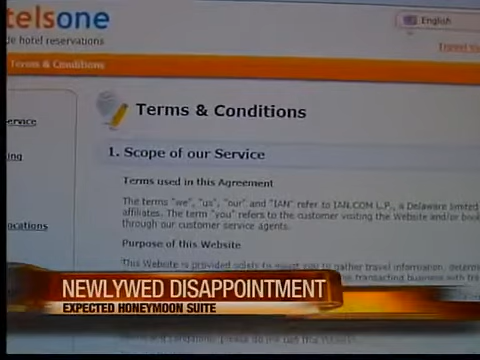 telsone
de hotel reservations
English
Terms & Conditions
Terms & Conditions
1. Scope of our Service
Terms used in this Agreement
The terms "we", "us", "our" and "IAN" refer to IAN.COM L.P., a Delaware limited
affiliates. The term "you" refers to the customer visiting the Website and/or
through our customer service agents.
Purpose of this Website
This Website is provided solely to you to gather travel information,
NEWLYWED DISAPPOINTMENT
EXPECTED HONEYMOON SUITE